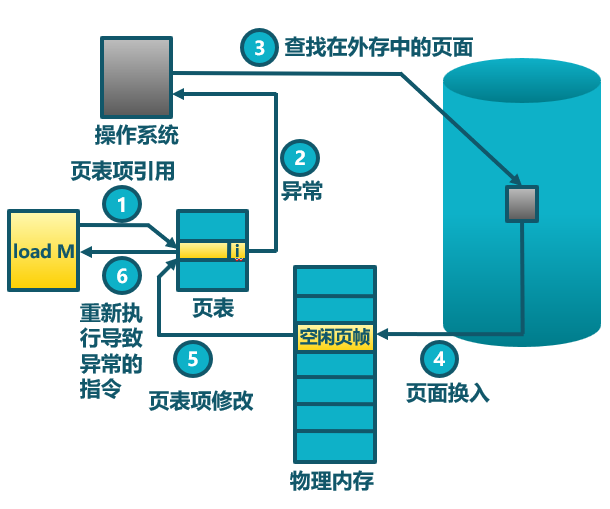 3
查找在外存中的页面
操作系统
2
异常
页表项引用
1
load M
i
页表
6
重新执
行导致
异常的
指令
5
页表项修改
空闲页帧
4
页面换入
物理内存